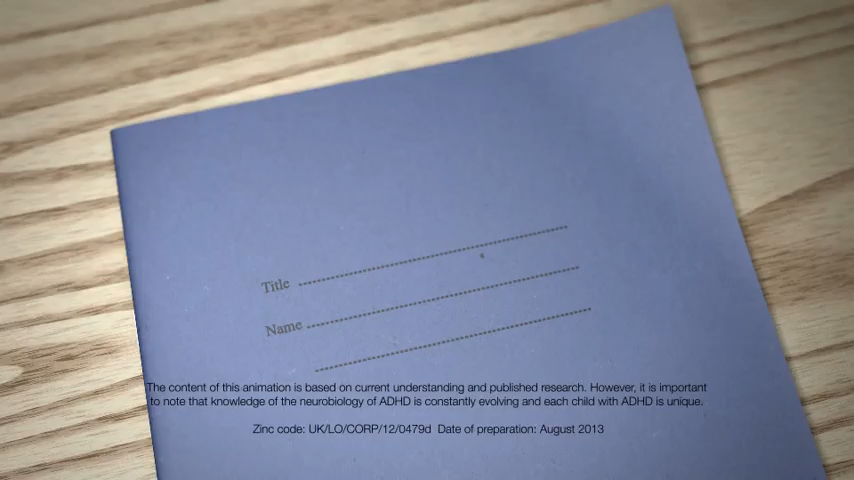 Title
Name
The content of this animation is based on current understanding and published research. However, it is important
to note that knowledge of the neurobiology of ADHD is constantly evolving and each child with ADHD is unique.
Zinc code: UK/LO/CORP/12/0479d Date of preparation: August 2013